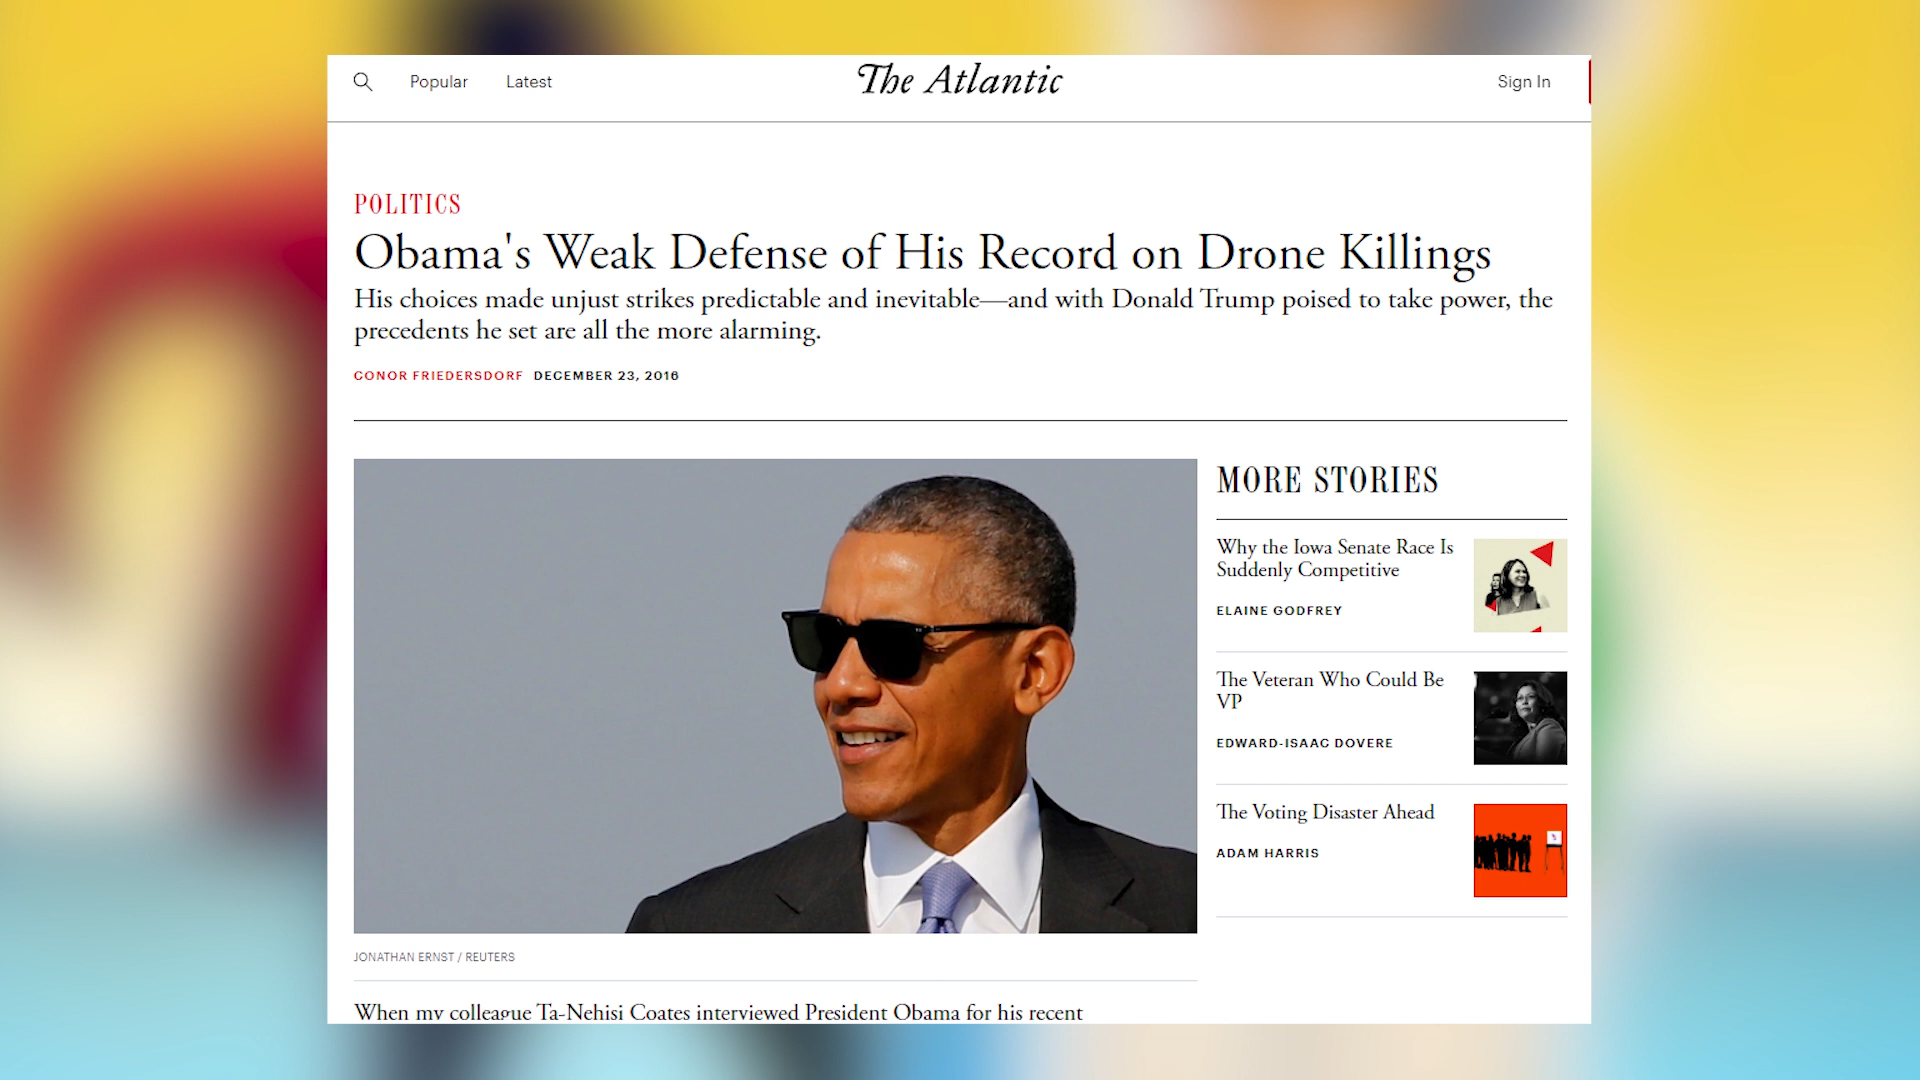 Popular
Latest
The Atlantic
Sign In
POLITICS
Obama's Weak Defense of His Record on Drone Killings
His choices made unjust strikes predictable and inevitable—and with Donald Trump poised to take power, the
precedents he set are all the more alarming.
CONOR FRIEDERSDORF DECEMBER 23, 2016
JONATHAN ERNST / REUTERS
When my colleague Ta-Nehisi Coates interviewed President Obama for his recent
MORE STORIES
Why the Iowa Senate Race Is
Suddenly Competitive
ELAINE GODFREY
The Veteran Who Could Be
VP
EDWARD-ISAAC DOVERE
The Voting Disaster Ahead
ADAM HARRIS